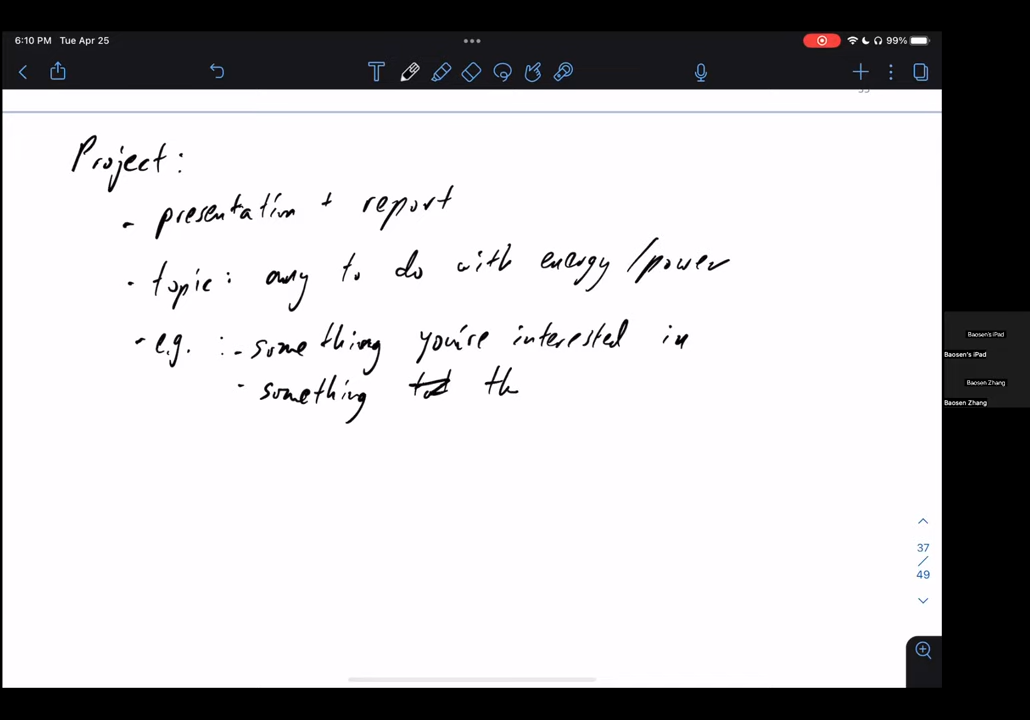 6:10 PM Tue Apr 25
99%
Project:
- presentation + report
- topic: any to do with energy/power
- e.g. : - something you're interested in
- something th
37
/
49
Baosen's iPad
Baosen's iPad
Baosen Zhang
Baosen Zhang